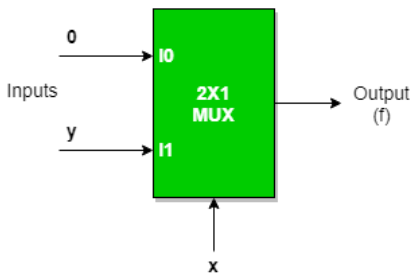 0
I0
Inputs
2X1
MUX
Output
(f)
y
I1
x